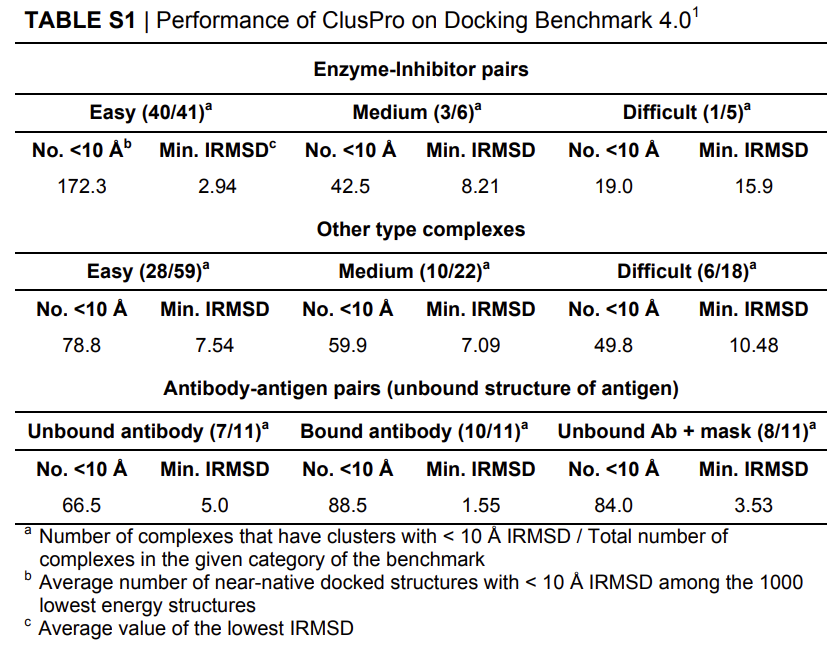 TABLE S1 | Performance of ClusPro on Docking Benchmark 4.0¹
Enzyme-Inhibitor pairs
Easy (40/41)ᵃ Medium (3/6)ᵃ Difficult (1/5)ᵃ
No. <10 Åᵇ Min. IRMSDᶜ No. <10 Å Min. IRMSD No. <10 Å Min. IRMSD
172.3 2.94 42.5 8.21 19.0 15.9
Other type complexes
Easy (28/59)ᵃ Medium (10/22)ᵃ Difficult (6/18)ᵃ
No. <10 Å Min. IRMSD No. <10 Å Min. IRMSD No. <10 Å Min. IRMSD
78.8 7.54 59.9 7.09 49.8 10.48
Antibody-antigen pairs (unbound structure of antigen)
Unbound antibody (7/11)ᵃ Bound antibody (10/11)ᵃ Unbound Ab + mask (8/11)ᵃ
No. <10 Å Min. IRMSD No. <10 Å Min. IRMSD No. <10 Å Min. IRMSD
66.5 5.0 88.5 1.55 84.0 3.53
ᵃ Number of complexes that have clusters with < 10 Å IRMSD / Total number of
complexes in the given category of the benchmark
ᵇ Average number of near-native docked structures with < 10 Å IRMSD among the 1000
lowest energy structures
ᶜ Average value of the lowest IRMSD